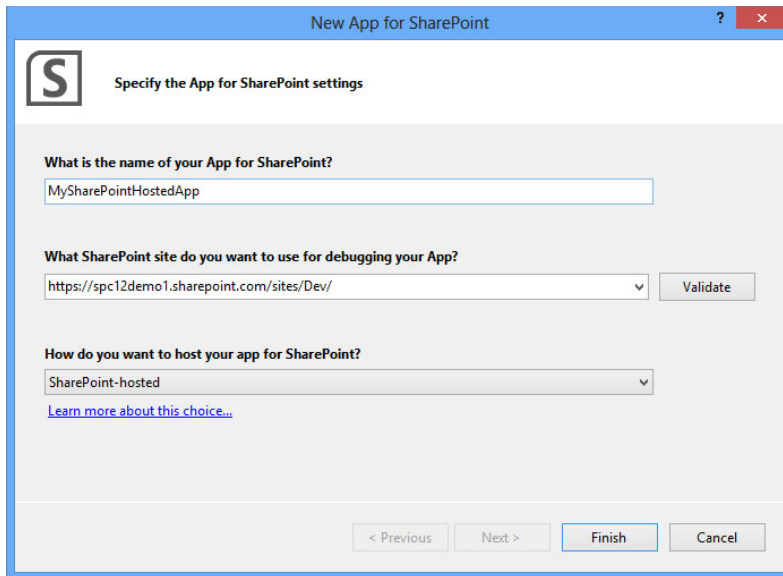 New App for SharePoint
?
S
Specify the App for SharePoint settings
What is the name of your App for SharePoint?
MySharePointHostedApp
What SharePoint site do you want to use for debugging your App?
https://spc12demo1.sharepoint.com/sites/Dev/
Validate
How do you want to host your app for SharePoint?
SharePoint-hosted
Learn more about this choice...
< Previous
Next >
Finish
Cancel